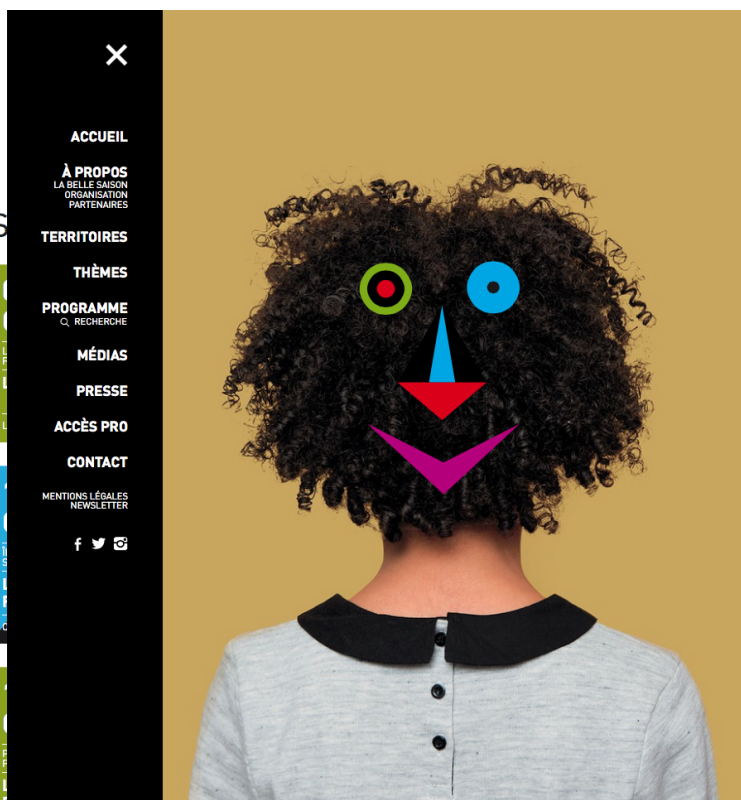 ACCUEIL
À PROPOS
LA BELLE SAISON
ORGANISATION
PARTENAIRES
TERRITOIRES
THÈMES
PROGRAMME
RECHERCHE
MÉDIAS
PRESSE
ACCÈS PRO
CONTACT
MENTIONS LÉGALES
NEWSLETTER